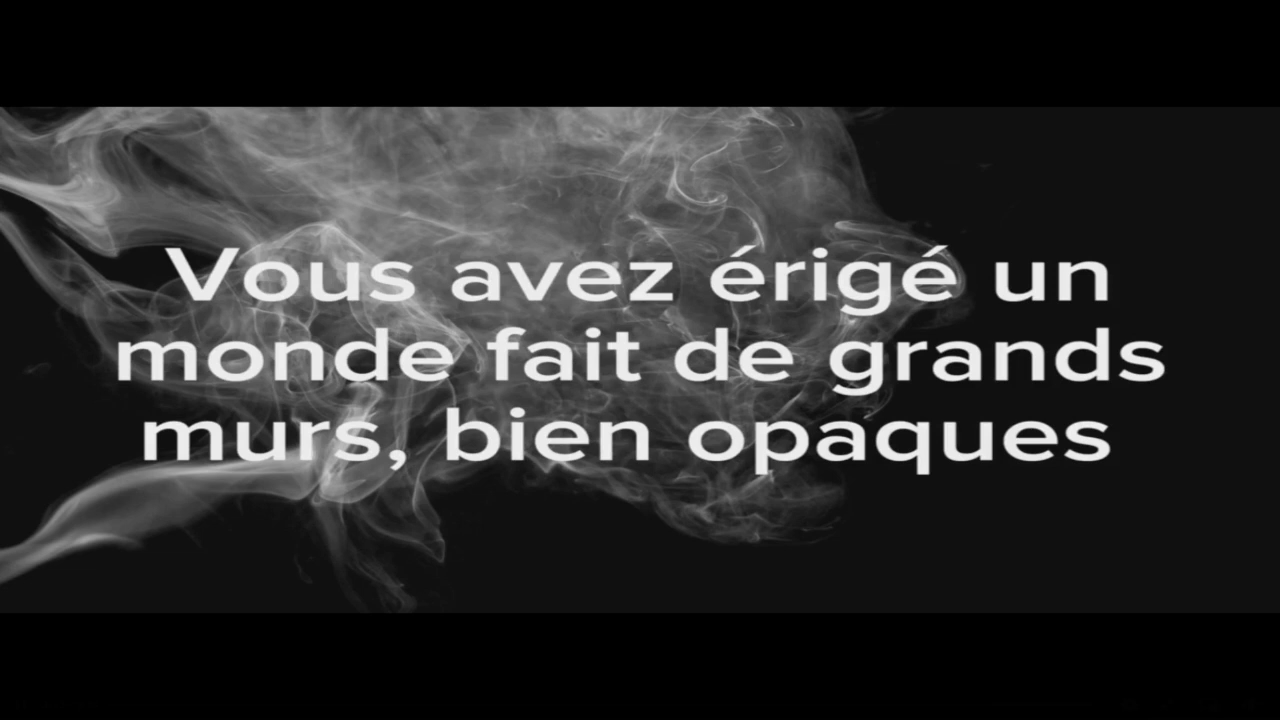 Vous avez érigé un
monde fait de grands
murs, bien opaques